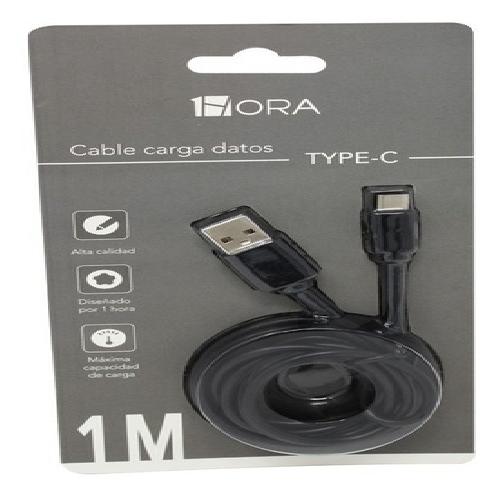 1HORA
Cable carga datos
TYPE-C
Alta calidad
Diseñado
por 1 hora
Máxima
capacidad
de carga
1M